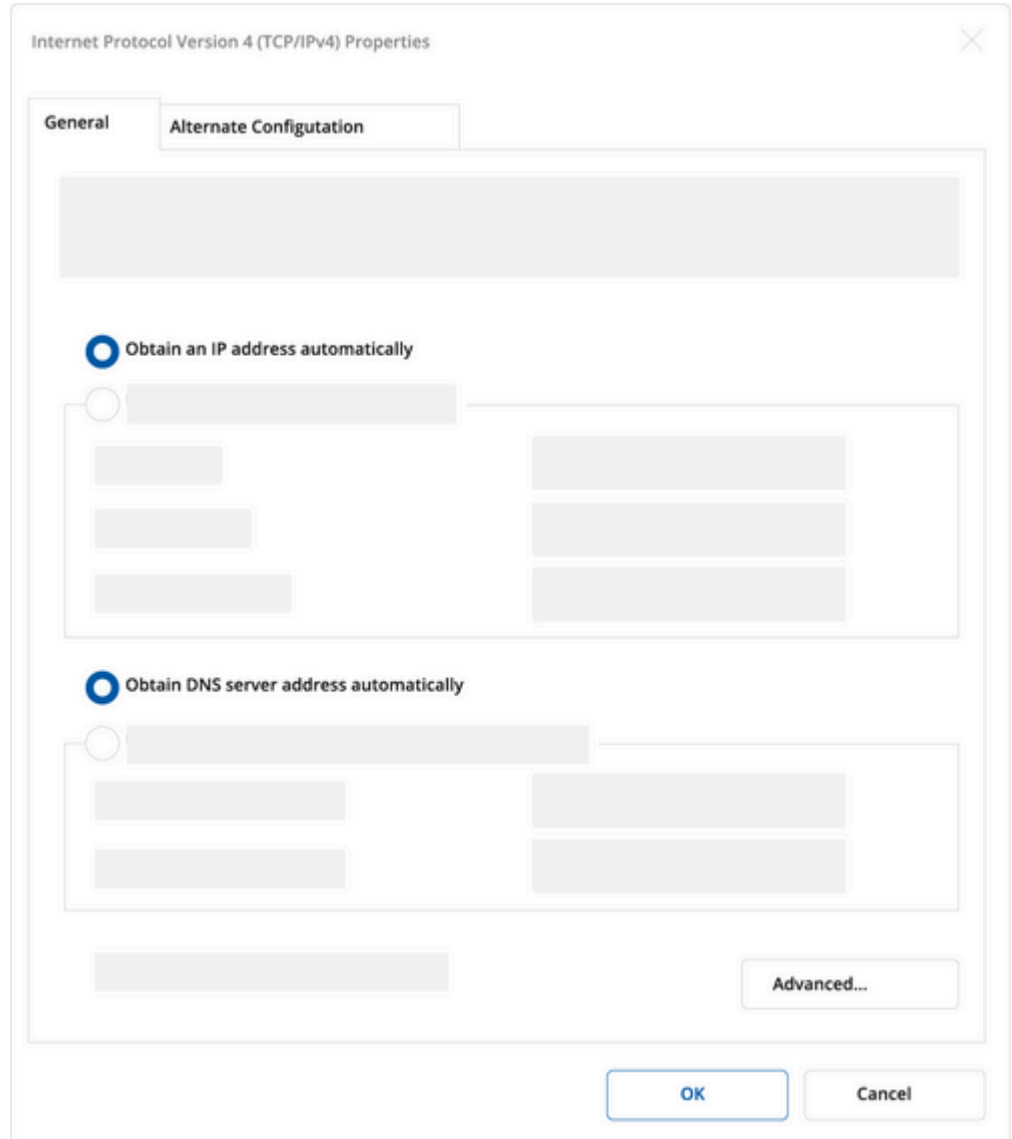 Internet Protocol Version 4 (TCP/IPv4) Properties
General
Alternate Configutation
Obtain an IP address automatically
Obtain DNS server address automatically
Advanced...
OK
Cancel